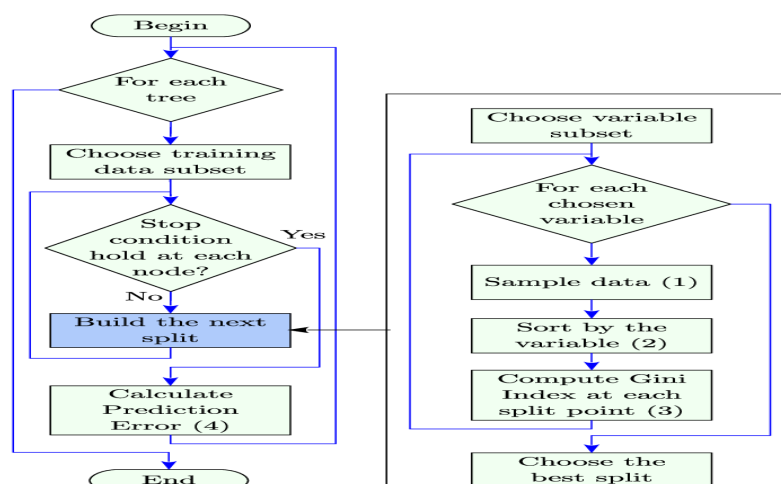 Begin
For each
tree
Choose training
data subset
Stop
condition
hold at each
node?
Yes
No
Build the next
split
Calculate
Prediction
Error (4)
End
Choose variable
subset
For each
chosen
variable
Sample data (1)
Sort by the
variable (2)
Compute Gini
Index at each
split point (3)
Choose the
best split